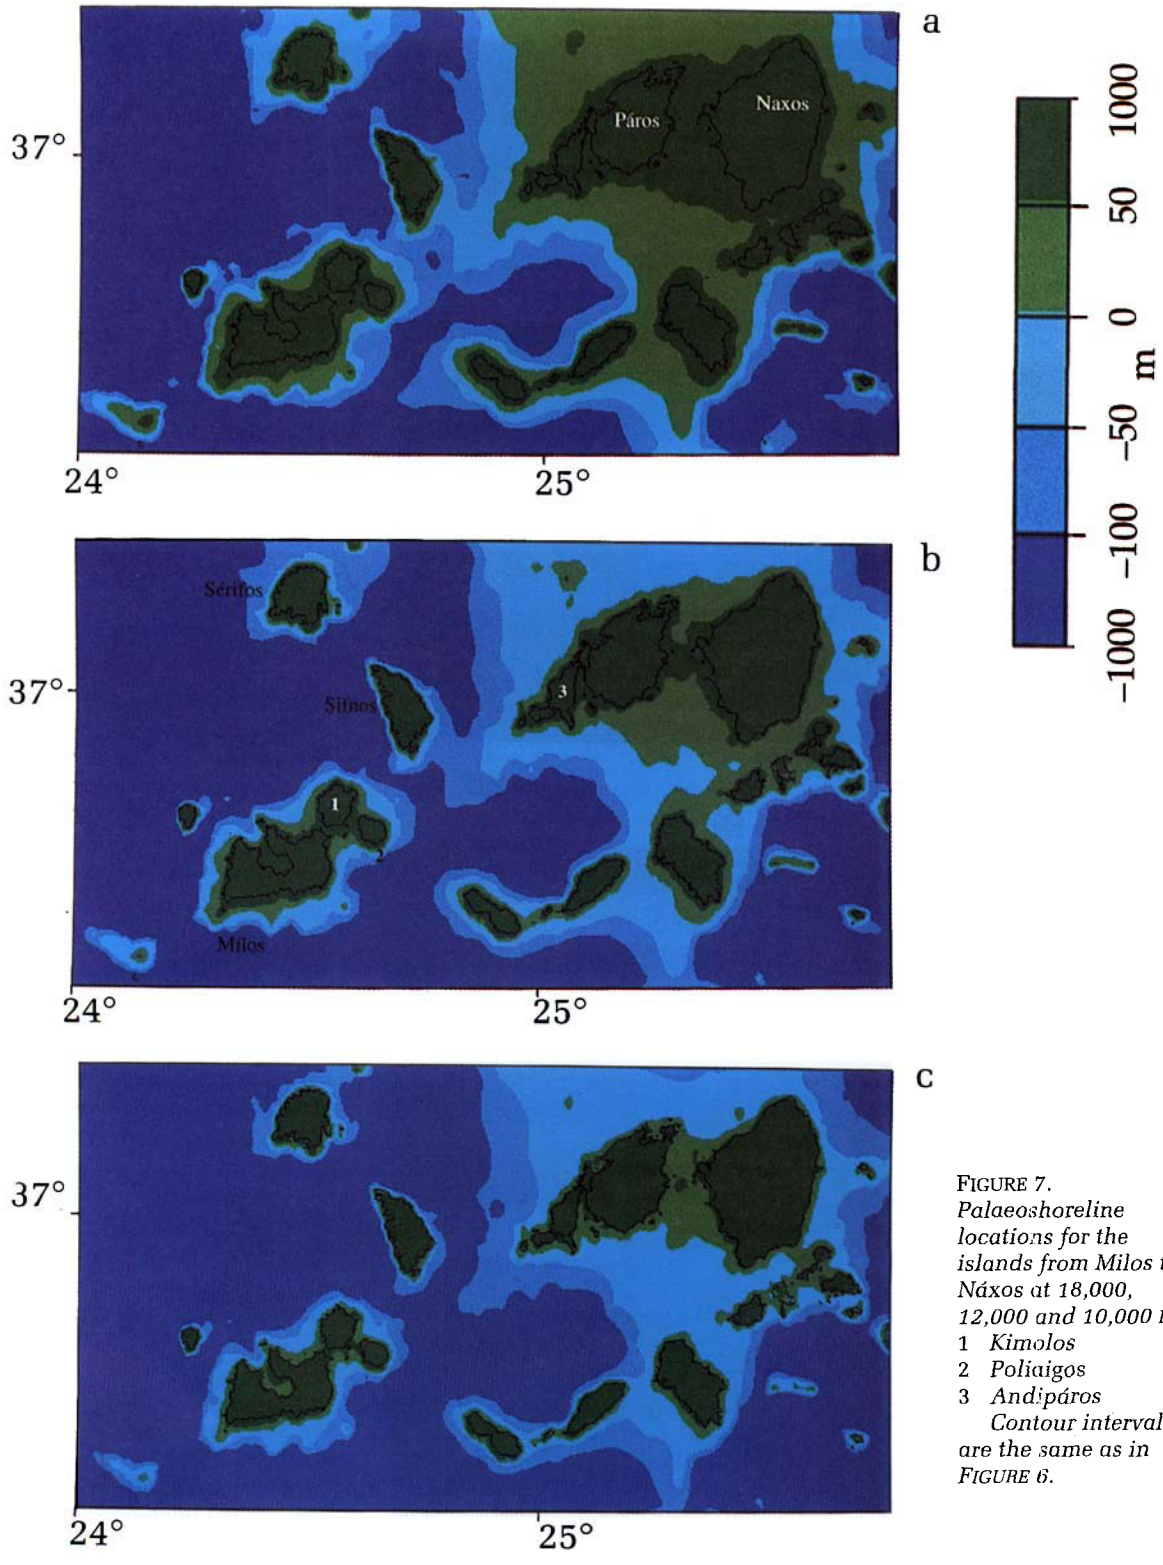 a
Páros
Naxos
37°
24°
25°
1000
50
0
m
-50
-100
-1000
b
Sérifos
37°
Sífnos
3
1
2
Mílos
24°
25°
c
37°
24°
25°
FIGURE 7.
Palaeoshoreline
locations for the
islands from Milos
Náxos at 18,000,
12,000 and 10,000
1 Kimolos
2 Poliaigos
3 Andipáros
Contour interval
are the same as in
FIGURE 6.